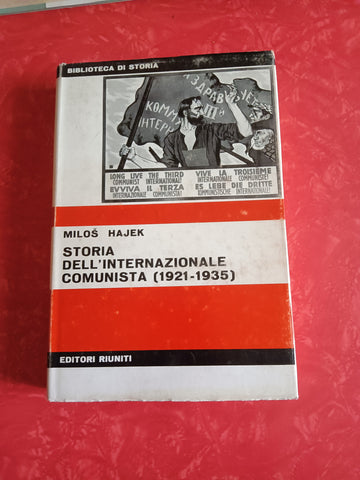 BIBLIOTECA DI STORIA
LONG LIVE THE THIRD
COMMUNIST INTERNATIONAL!
VIVE LA TROISIÈME
INTERNATIONALE COMMUNISTE!
EVVIVA IL TERZA
INTERNAZIONALE COMMUNISTA!
ES LEBE DIE DRITTE
KOMMUNISTISCHE INTERNATIONALE!
MILOŠ HAJEK
STORIA
DELL'INTERNAZIONALE
COMUNISTA (1921-1935)
EDITORI RIUNITI